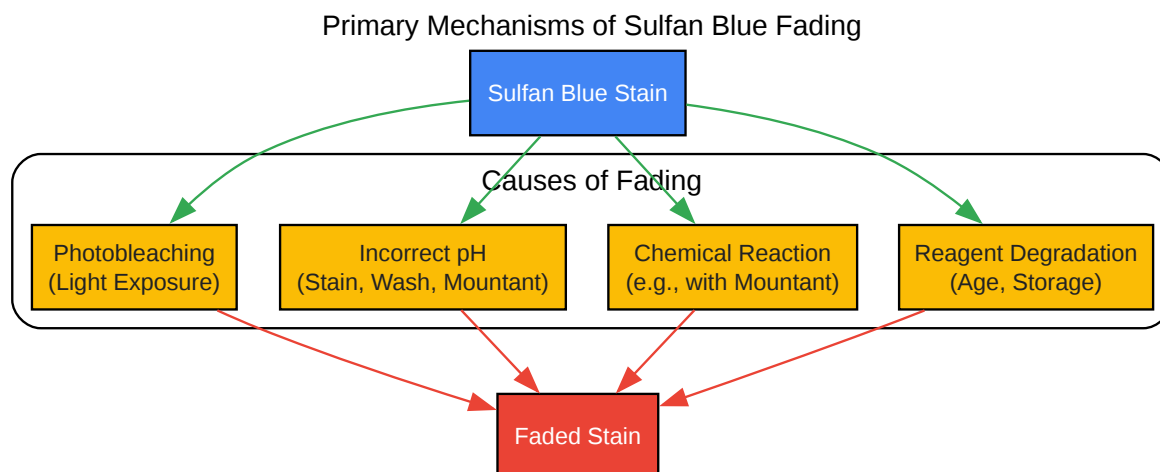 Primary Mechanisms of Sulfan Blue Fading
Sulfan Blue Stain
Causes of Fading
Photobleaching
(Light Exposure)
Incorrect pH
(Stain, Wash, Mountant)
Chemical Reaction
(e.g., with Mountant)
Reagent Degradation
(Age, Storage)
Faded Stain